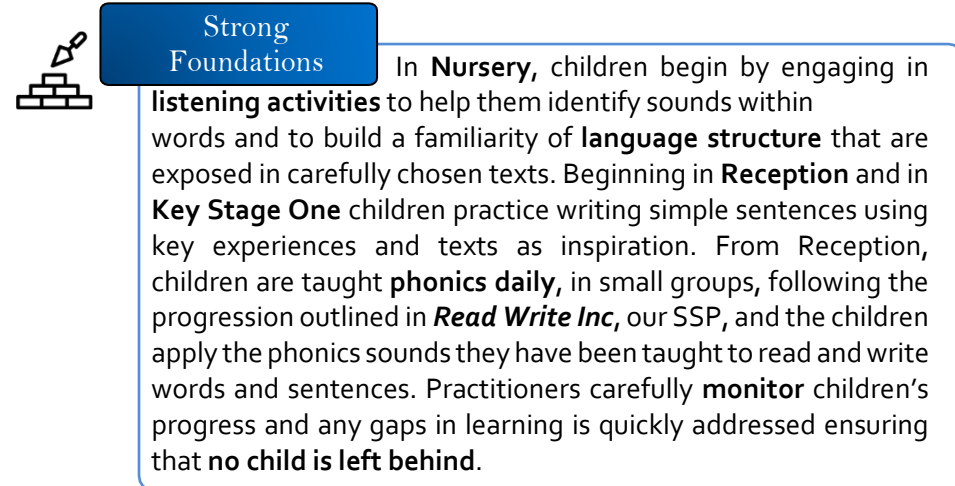 Strong
Foundations
In Nursery, children begin by engaging in
listening activities to help them identify sounds within
words and to build a familiarity of language structure that are
exposed in carefully chosen texts. Beginning in Reception and in
Key Stage One children practice writing simple sentences using
key experiences and texts as inspiration. From Reception,
children are taught phonics daily, in small groups, following the
progression outlined in Read Write Inc, our SSP, and the children
apply the phonics sounds they have been taught to read and write
words and sentences. Practitioners carefully monitor children's
progress and any gaps in learning is quickly addressed ensuring
that no child is left behind.